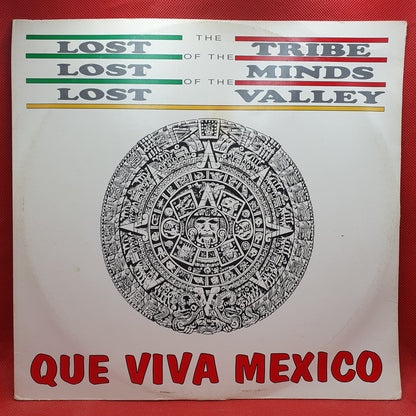 THE
LOST OF THE TRIBE
LOST OF THE MINDS
LOST VALLEY
QUE VIVA MEXICO